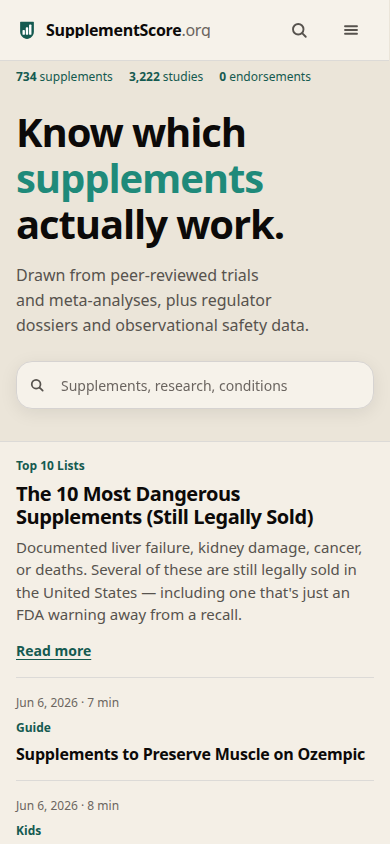 SupplementScore.org
734 supplements 3,222 studies 0 endorsements
Know which
supplements
actually work.
Drawn from peer-reviewed trials
and meta-analyses, plus regulator
dossiers and observational safety data.
Supplements, research, conditions
Top 10 Lists
The 10 Most Dangerous
Supplements (Still Legally Sold)
Documented liver failure, kidney damage, cancer,
or deaths. Several of these are still legally sold in
the United States — including one that's just an
FDA warning away from a recall.
Read more
Jun 6, 2026 · 7 min
Guide
Supplements to Preserve Muscle on Ozempic
Jun 6, 2026 · 8 min
Kids